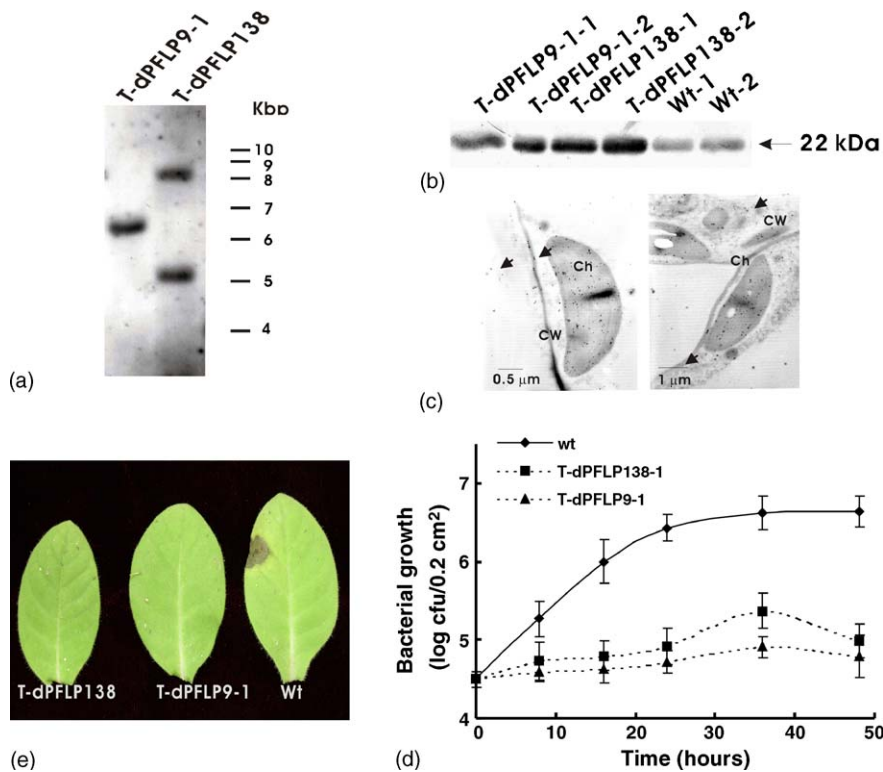 (a)
T-dPFLP9-1
T-dPFLP138
Kbp
10
9
8
7
6
5
4
(b)
T-dPFLP9-1-1
T-dPFLP9-1-2
T-dPFLP138-1
T-dPFLP138-2
Wt-1
Wt-2
22 kDa
(c)
Ch
CW
0.5 μm
CW
Ch
1 μm
(e)
T-dPFLP138
T-dPFLP9-1
Wt
(d)
wt
T-dPFLP138-1
T-dPFLP9-1
Bacterial growth
(log cfu/0.2 cm²)
7
6
5
4
0
10
20
30
40
50
Time (hours)